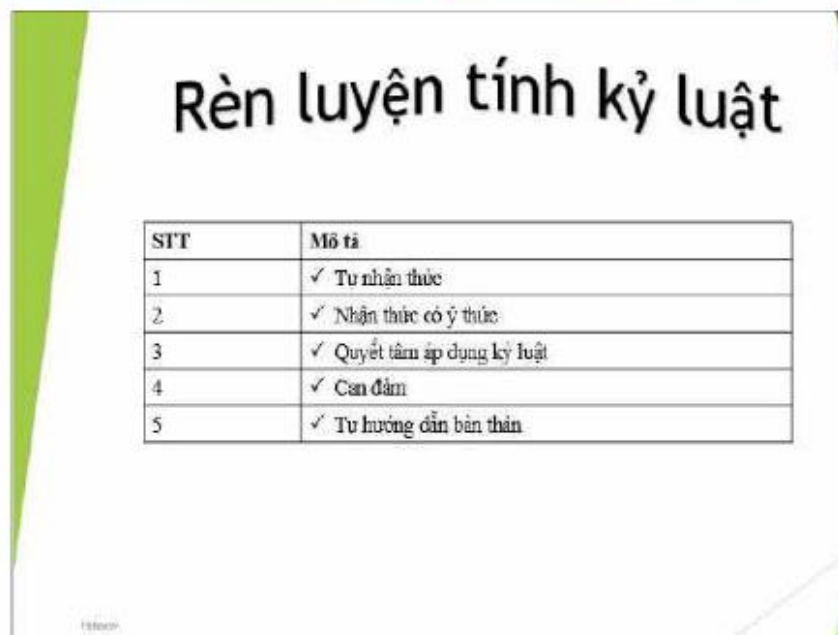 Rèn luyện tính kỷ luật
STT Mô tả
1 ✓ Tự nhận thức
2 ✓ Nhận thức có ý thức
3 ✓ Quyết tâm áp dụng kỷ luật
4 ✓ Can đảm
5 ✓ Tự hướng dẫn bản thân